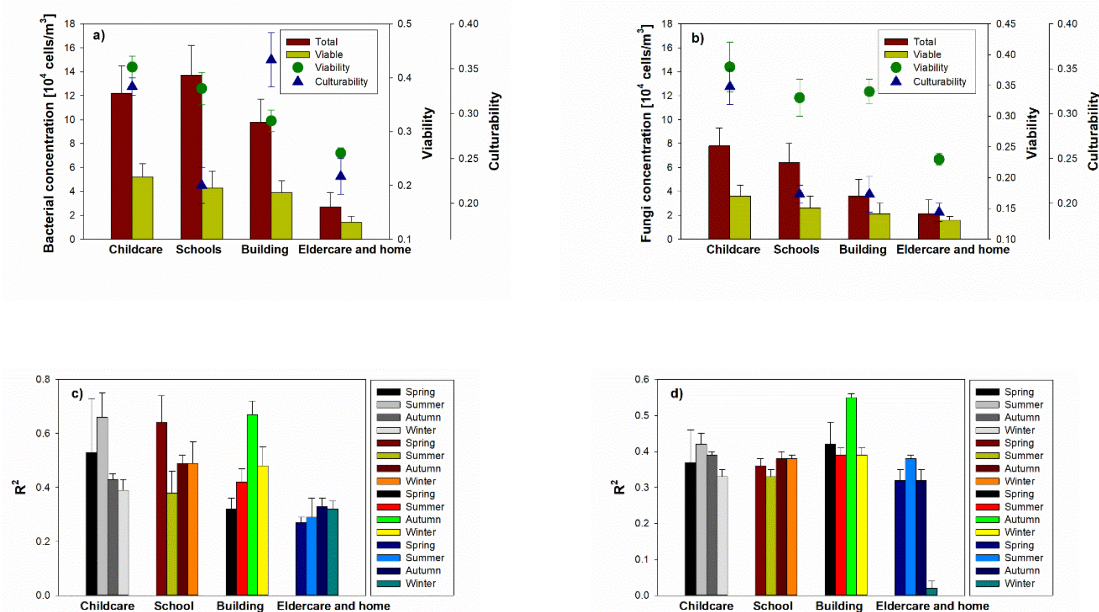 a)
Bacterial concentration [10⁴ cells/m³]
18
16
14
12
10
8
6
4
2
0
Total
Viable
Viability
Culturability
0.5
0.4
0.3
0.2
0.1
Viability
0.40
0.35
0.30
0.25
0.20
Culturability
Childcare Schools Building Eldercare and home
b)
Fungi concentration [10⁴ cells/m³]
18
16
14
12
10
8
6
4
2
0
Total
Viable
Viability
Culturability
0.45
0.40
0.35
0.30
0.25
0.20
0.15
0.10
Viability
0.40
0.35
0.30
0.25
0.20
Culturability
Childcare Schools Building Eldercare and home
c)
R²
0.8
0.6
0.4
0.2
0.0
Childcare School Building Eldercare and home
Spring
Summer
Autumn
Winter
Spring
Summer
Autumn
Winter
Spring
Summer
Autumn
Winter
Spring
Summer
Autumn
Winter
d)
R²
0.6
0.5
0.4
0.3
0.2
0.1
0.0
Childcare School Building Eldercare and home
Spring
Summer
Autumn
Winter
Spring
Summer
Autumn
Winter
Spring
Summer
Autumn
Winter
Spring
Summer
Autumn
Winter